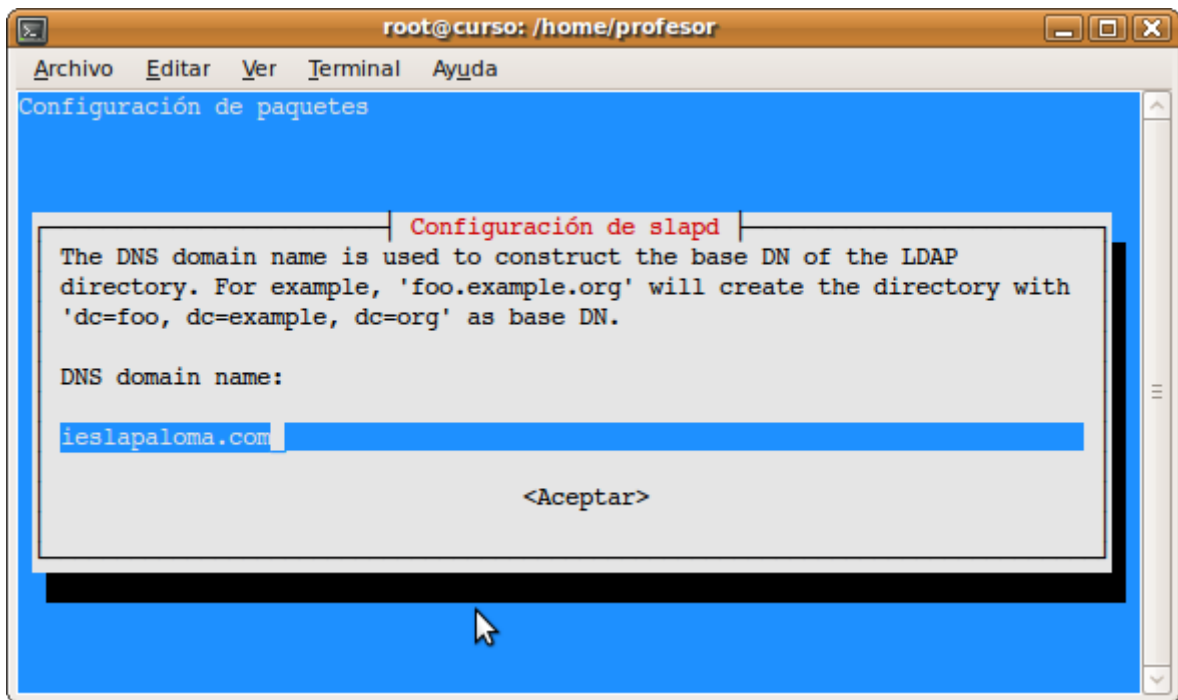 root@curso: /home/profesor
Archivo Editar Ver Terminal Ayuda
Configuración de paquetes
Configuración de slapd
The DNS domain name is used to construct the base DN of the LDAP
directory. For example, 'foo.example.org' will create the directory with
'dc=foo, dc=example, dc=org' as base DN.
DNS domain name:
ieslapaloma.com
<Aceptar>